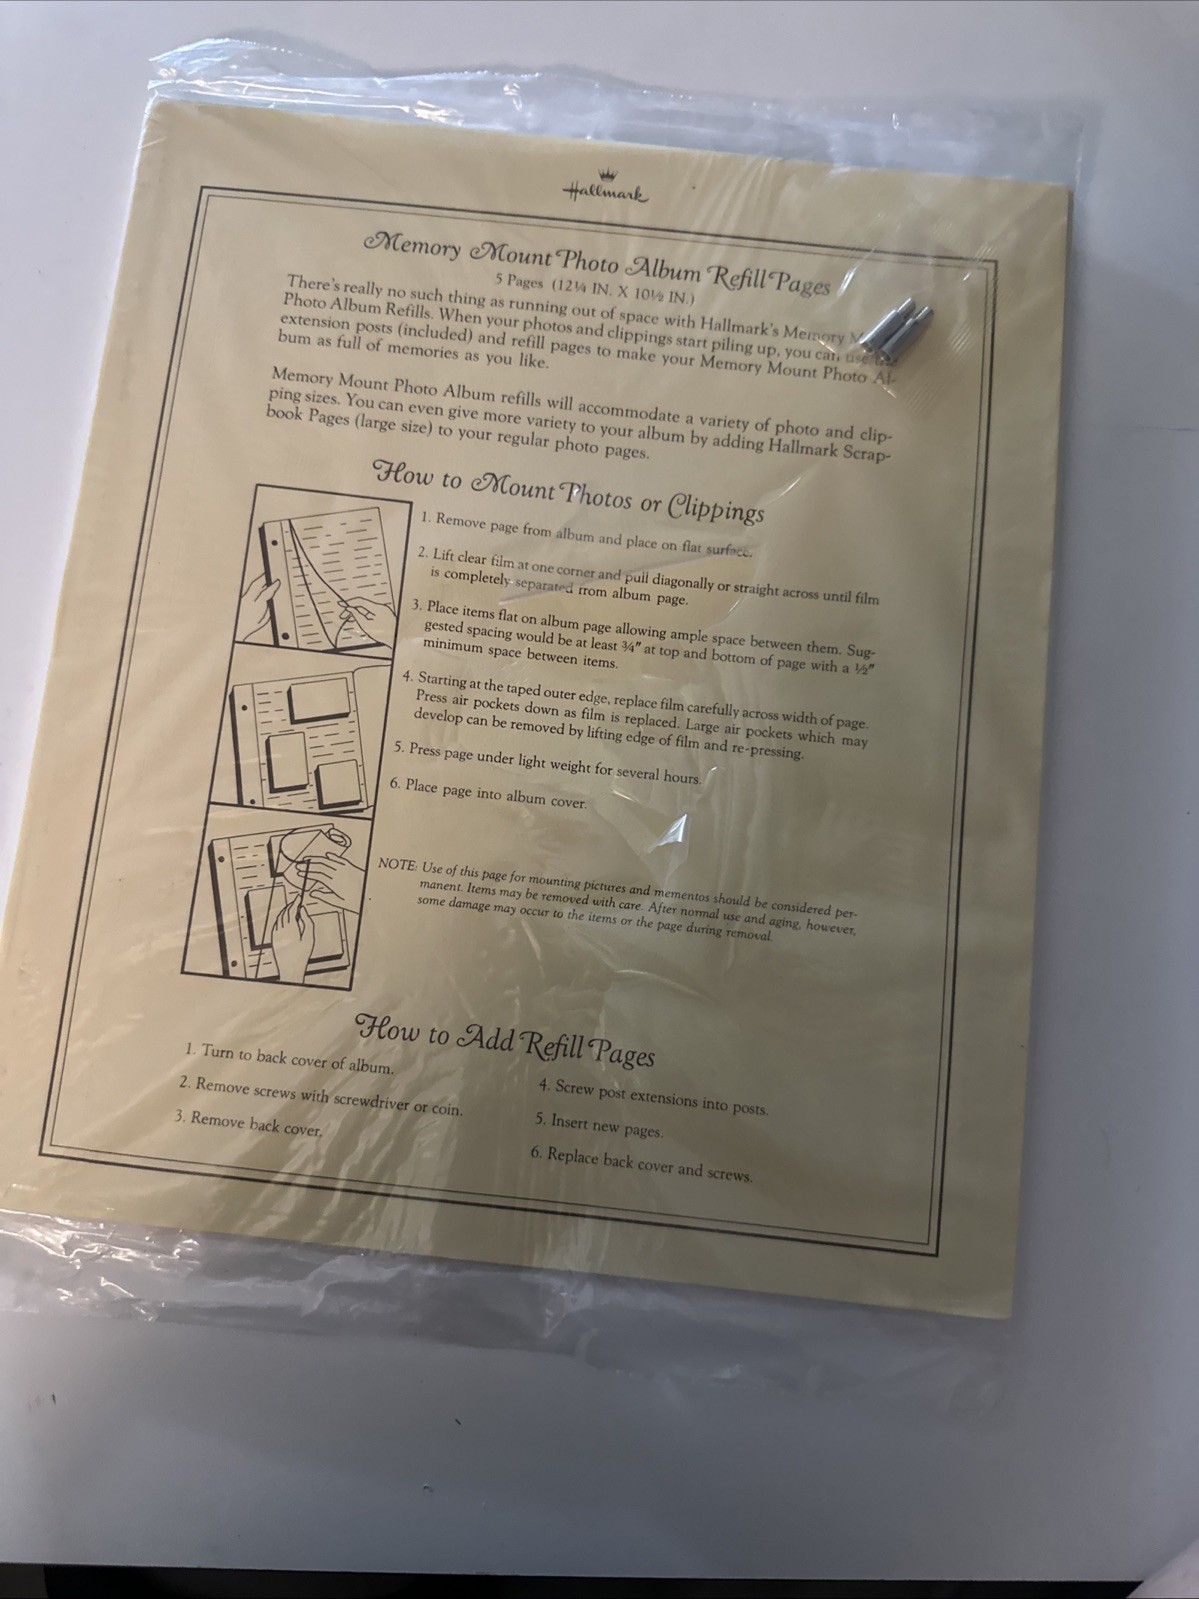 Hallmark
Memory Mount Photo Album Refill Pages
5 Pages (12¼ IN. X 10½ IN.)
There's really no such thing as running out of space with Hallmark's Memory
Photo Album Refills. When your photos and clippings start piling up, you can use
extension posts (included) and refill pages to make your Memory Mount Photo Al-
bum as full of memories as you like.
Memory Mount Photo Album refills will accommodate a variety of photo and clip-
ping sizes. You can even give more variety to your album by adding Hallmark Scrap-
book Pages (large size) to your regular photo pages.
How to Mount Photos or Clippings
1. Remove page from album and place on flat surface.
2. Lift clear film at one corner and pull diagonally or straight across until film
is completely separated from album page.
3. Place items flat on album page allowing ample space between them. Sug-
gested spacing would be at least ¾" at top and bottom of page with a ½"
minimum space between items.
4. Starting at the taped outer edge, replace film carefully across width of page.
Press air pockets down as film is replaced. Large air pockets which may
develop can be removed by lifting edge of film and re-pressing.
5. Press page under light weight for several hours.
6. Place page into album cover.
NOTE: Use of this page for mounting pictures and mementos should be considered per-
manent. Items may be removed with care. After normal use and aging, however,
some damage may occur to the items or the page during removal.
How to Add Refill Pages
1. Turn to back cover of album.
2. Remove screws with screwdriver or coin.
3. Remove back cover.
4. Screw post extensions into posts.
5. Insert new pages.
6. Replace back cover and screws.